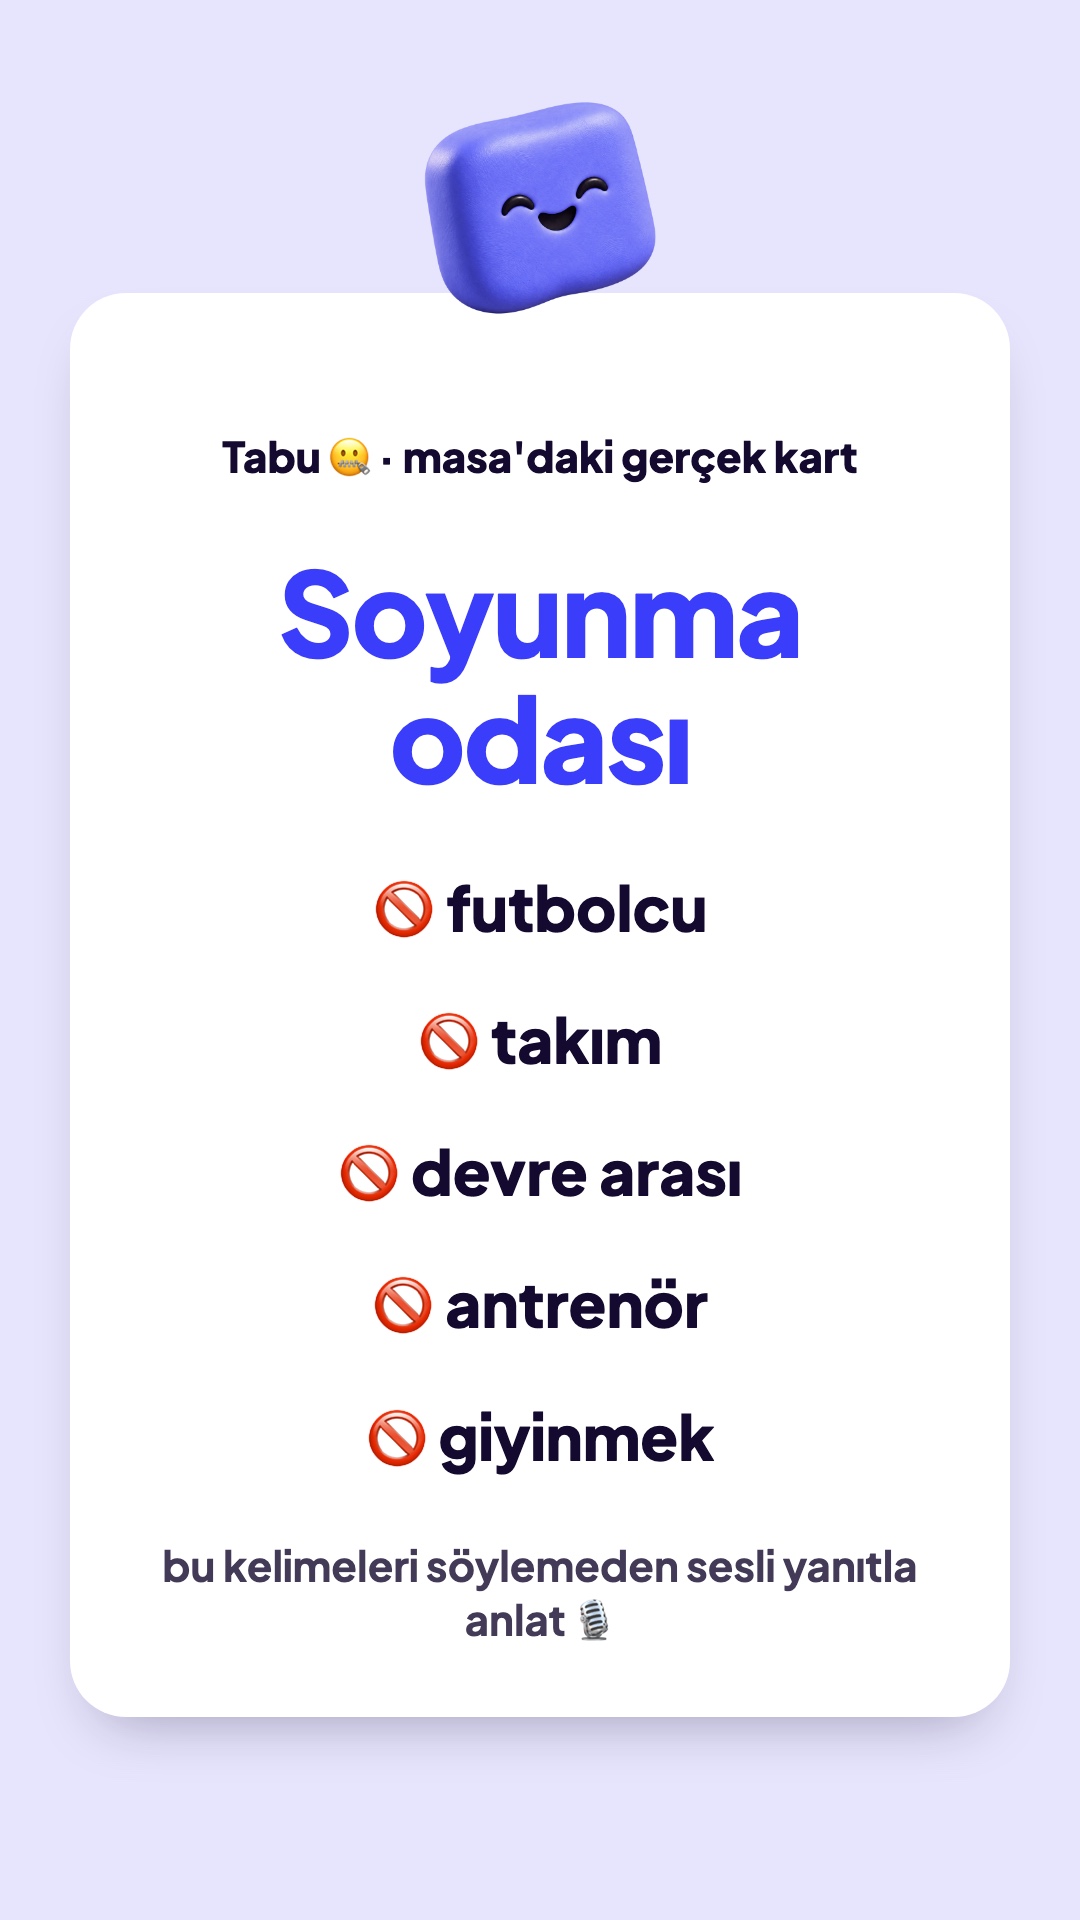 Tabu 🤐 · masa'daki gerçek kart
Soyunma
odası
🚫 futbolcu
🚫 takım
🚫 devre arası
🚫 antrenör
🚫 giyinmek
bu kelimeleri söylemeden sesli yanıtla
anlat 🎙️